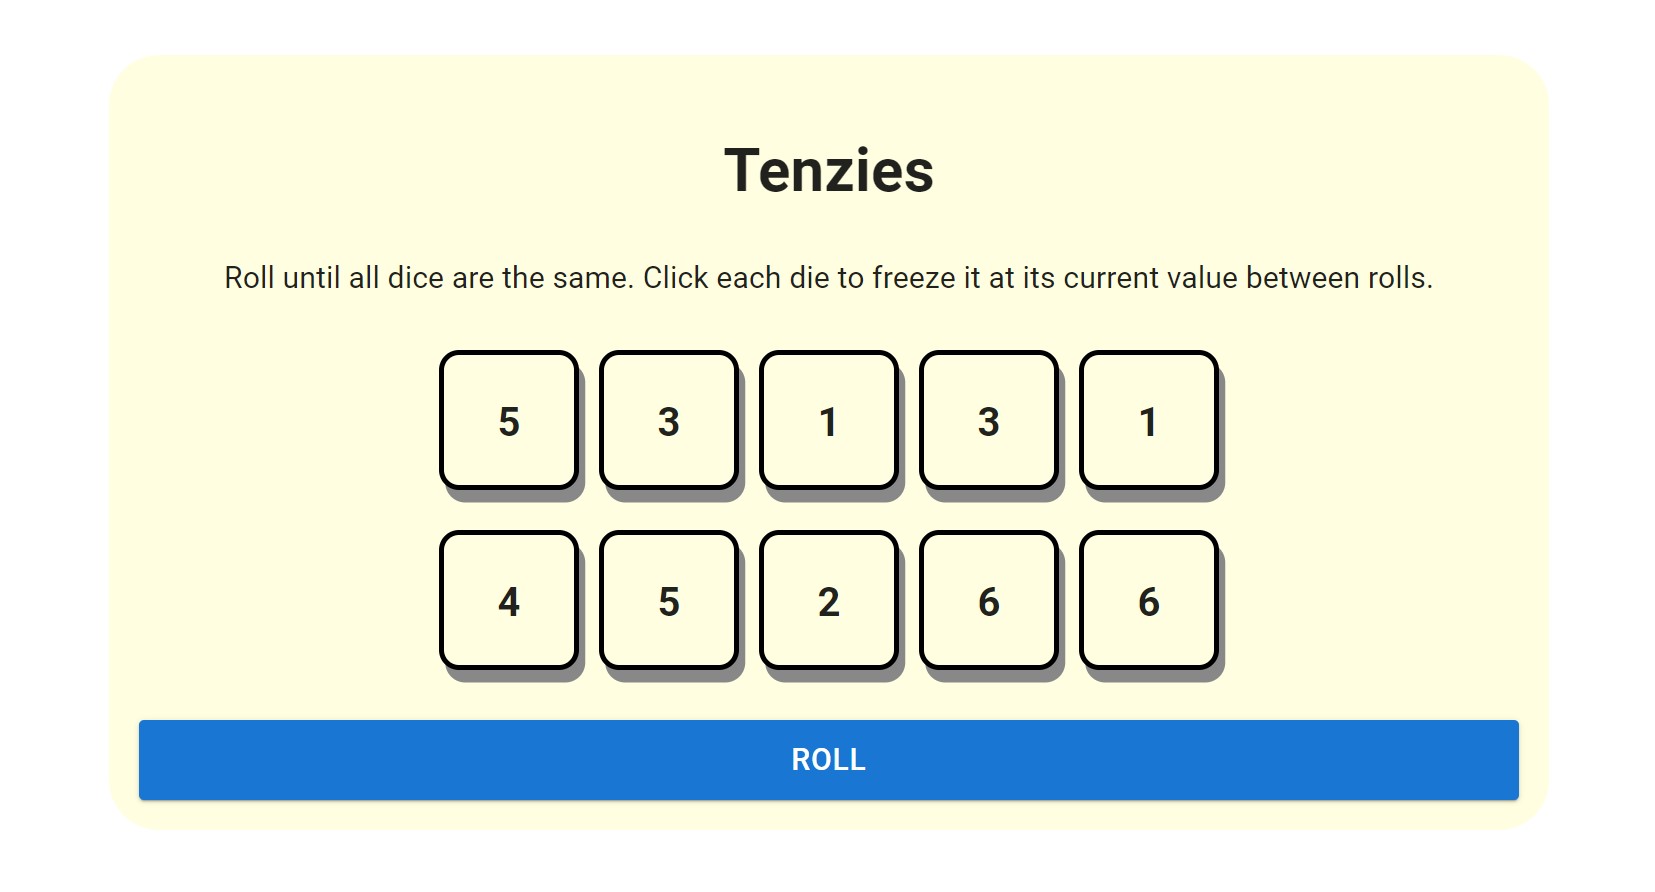 Tenzies
Roll until all dice are the same. Click each die to freeze it at its current value between rolls.
5 3 1 3 1
4 5 2 6 6
ROLL